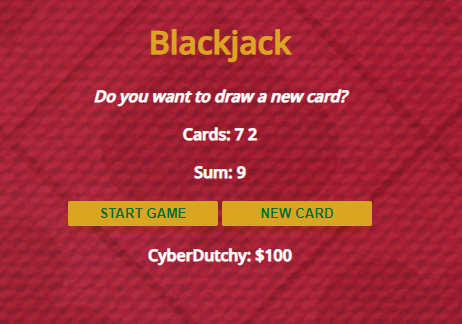 Blackjack
Do you want to draw a new card?
Cards: 7 2
Sum: 9
START GAME NEW CARD
CyberDutchy: $100